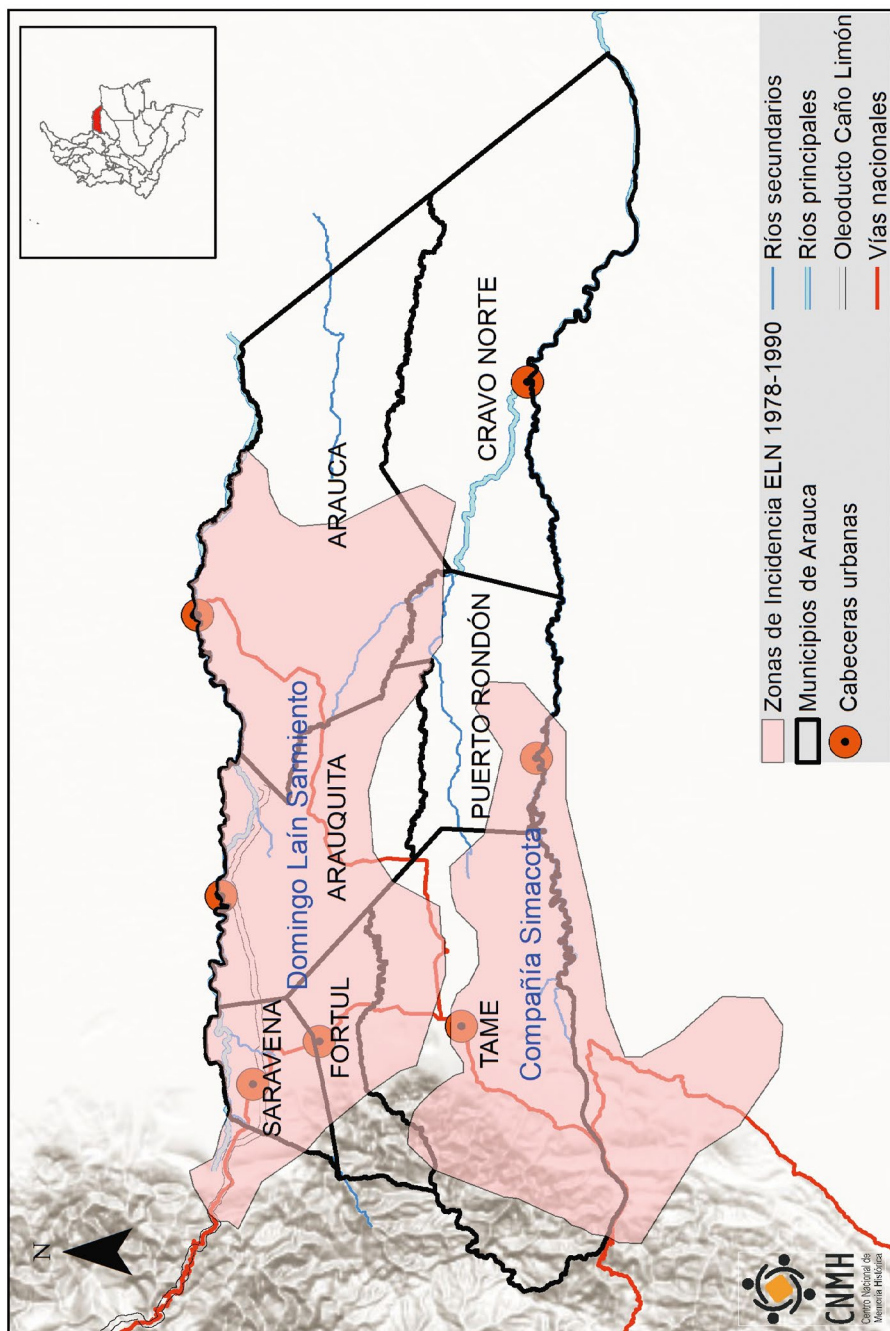 N
SARAVENA
FORTUL
TAME
ARAUQUITA
ARAUCA
PUERTO RONDÓN
CRAVO NORTE
Domingo Laín Sarmiento
Compañía Simacota
Zonas de Incidencia ELN 1978-1990
Municipios de Arauca
Cabeceras urbanas
Ríos secundarios
Ríos principales
Oleoducto Caño Limón
Vías nacionales
CNMH
Centro Nacional de
Memoria Histórica